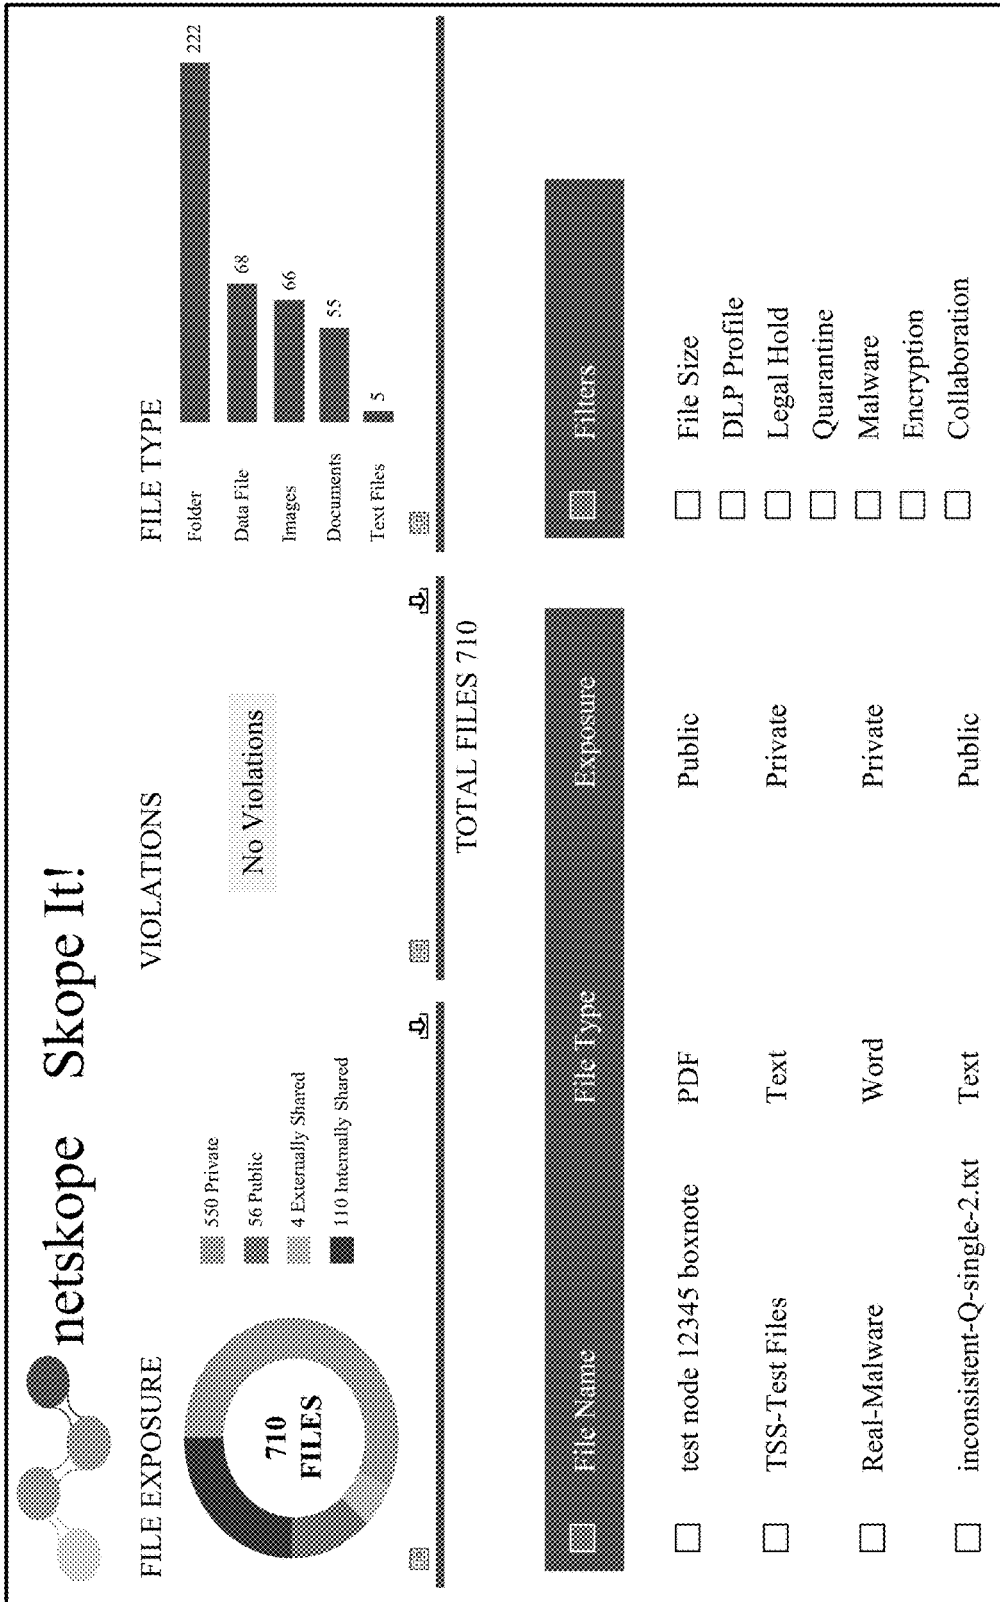 netskope Skope It!
FILE EXPOSURE
710
FILES
550 Private
56 Public
4 Externally Shared
110 Internally Shared
VIOLATIONS
No Violations
FILE TYPE
Folder 222
Data File 68
Images 66
Documents 55
Text Files 5
TOTAL FILES 710
File Name File Type Exposure
test node 12345 boxnote PDF Public
TSS-Test Files Text Private
Real-Malware Word Private
inconsistent-Q-single-2.txt Text Public
Filters
File Size
DLP Profile
Legal Hold
Quarantine
Malware
Encryption
Collaboration